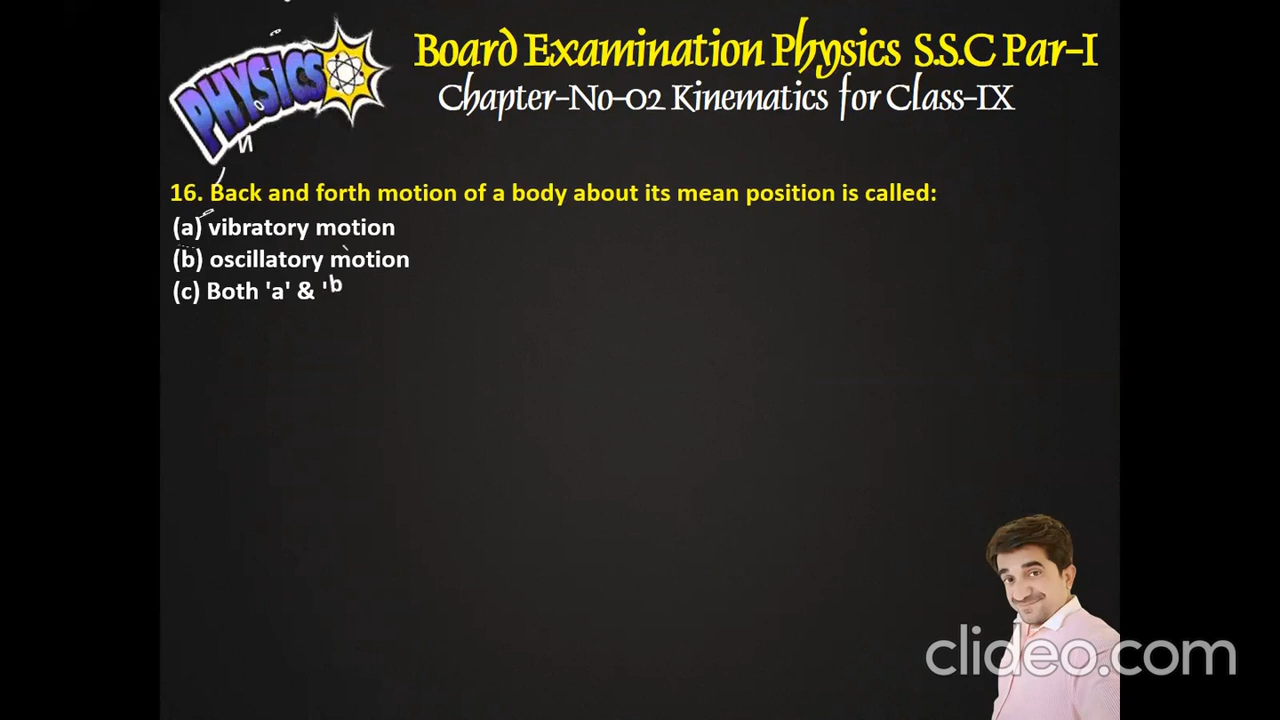 PHYSICS
Board Examination Physics S.S.C Par-I
Chapter-No-02 Kinematics for Class-IX
16. Back and forth motion of a body about its mean position is called:
(a) vibratory motion
(b) oscillatory motion
(c) Both 'a' & 'b
clideo.com